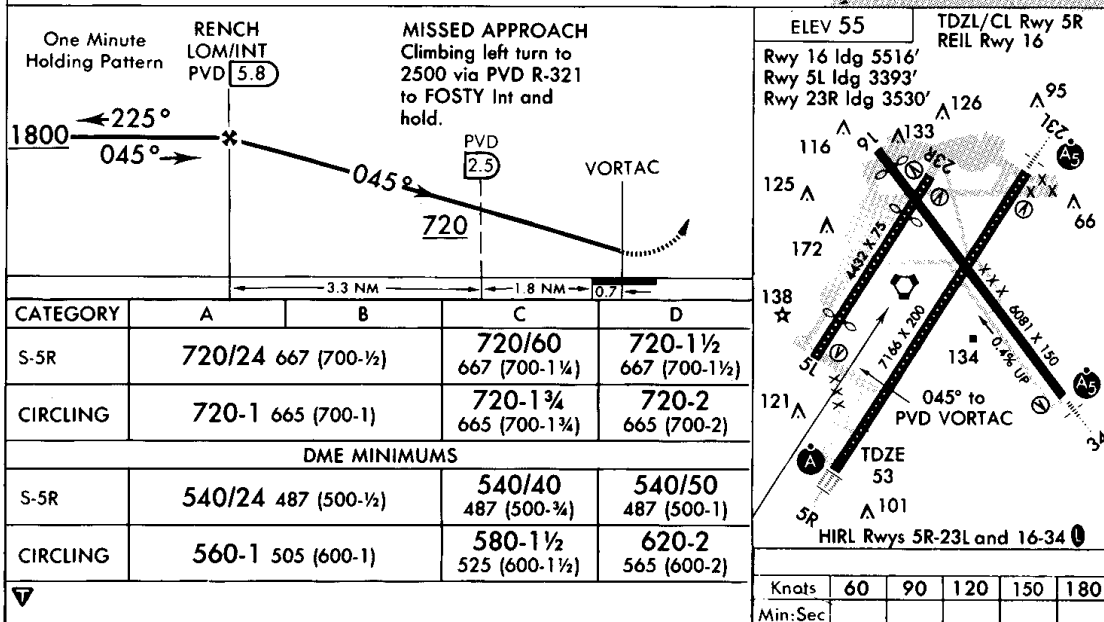 One Minute
Holding Pattern
RENCH
LOM/INT
PVD 5.8
MISSED APPROACH
Climbing left turn to
2500 via PVD R-321
to FOSTY Int and
hold.
1800
225°
045°
045°
PVD
2.5
VORTAC
720
3.3 NM
1.8 NM
0.7
CATEGORY A B C D
S-5R 720/24 667 (700-½) 720/60 667 (700-1¼) 720-1½ 667 (700-1½)
CIRCLING 720-1 665 (700-1) 720-1¾ 665 (700-1¾) 720-2 665 (700-2)
DME MINIMUMS
S-5R 540/24 487 (500-½) 540/40 487 (500-¾) 540/50 487 (500-1)
CIRCLING 560-1 505 (600-1) 580-1½ 525 (600-1½) 620-2 565 (600-2)
T
ELEV 55
TDZL/CL Rwy 5R
REIL Rwy 16
Rwy 16 ldg 5516'
Rwy 5L ldg 3393'
Rwy 23R ldg 3530'
126
95
116
133
16
23R
23L
A5
125
66
172
4432 X 75
138
7166 X 200
6081 X 150
134
0.4% UP
5L
A5
121
045° to
PVD VORTAC
34
A
TDZE
53
5R
101
HIRL Rwys 5R-23L and 16-34 L
Knots 60 90 120 150 180
Min:Sec